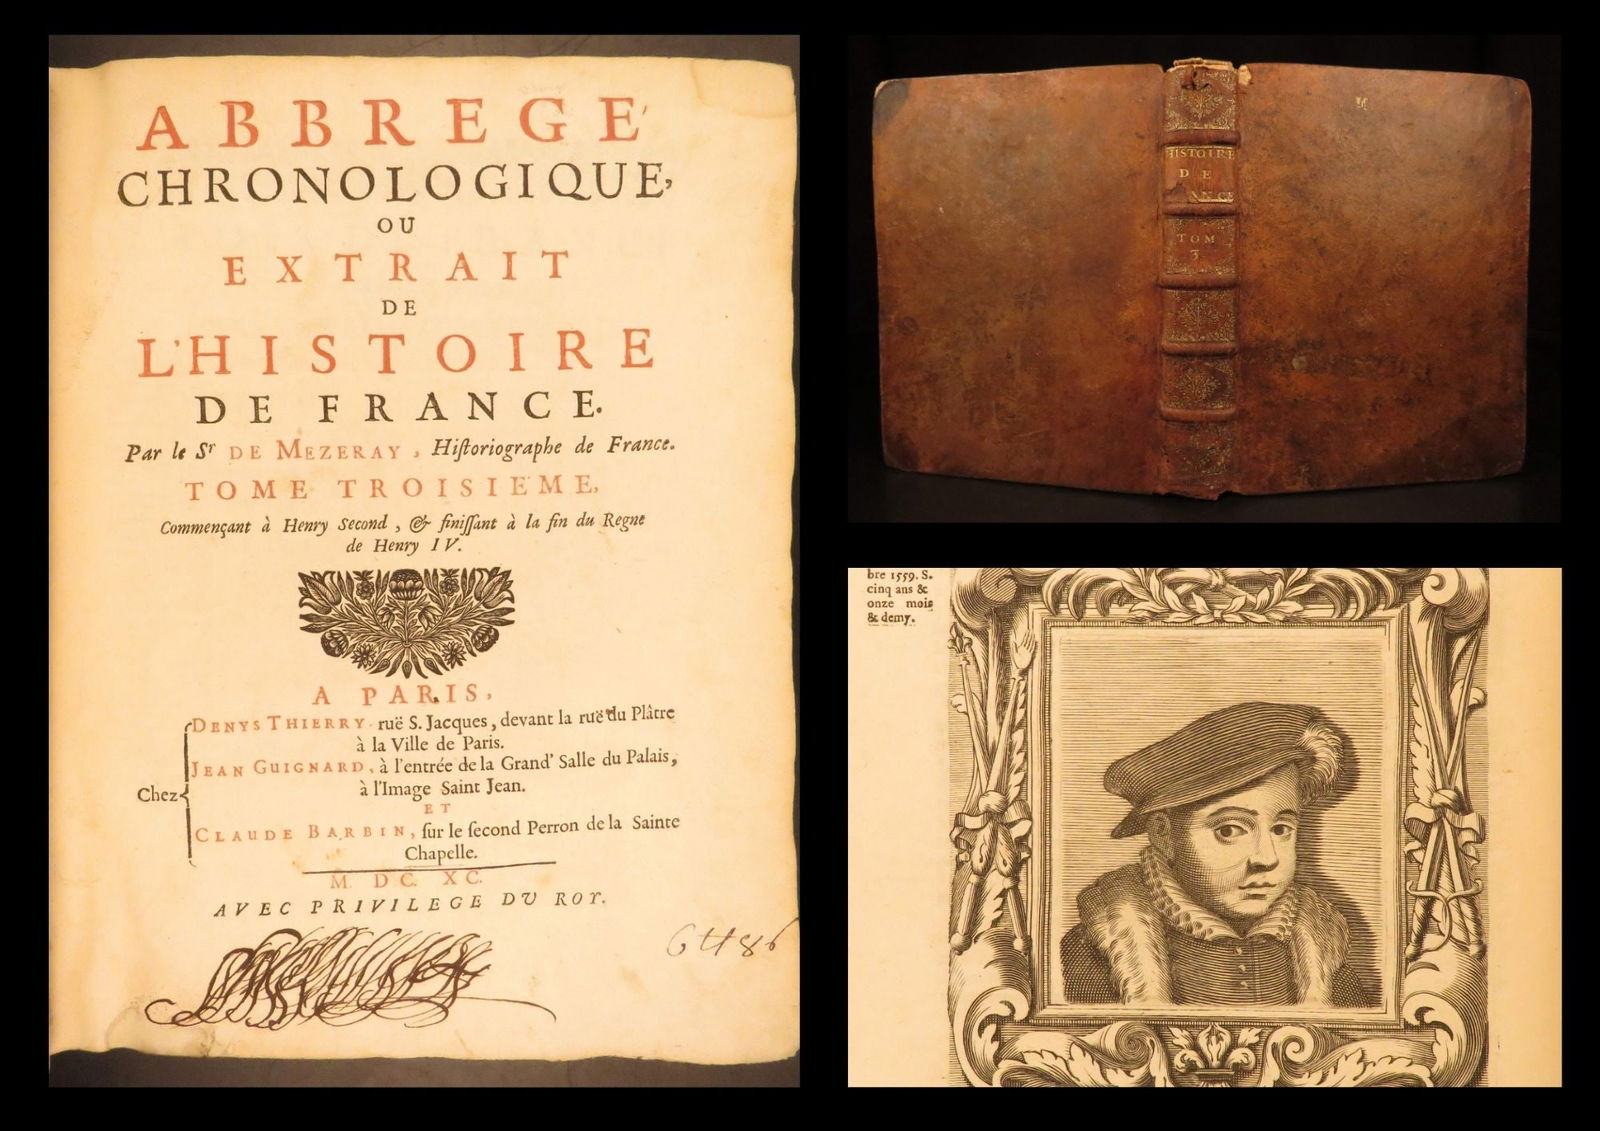 ABBREGE'
CHRONOLOGIQUE,
OU
EXTRAIT
DE
L'HISTOIRE
DE FRANCE.
Par le Sr DE MEZERAY, Hiſtoriographe de France.
TOME TROISIEME,
Commençant à Henry Second, & finiſſant à la fin du Regne
de Henry IV.
A PARIS,
Chez
DENYS THIERRY, ruë S. Jacques, devant la ruë du Plâtre
à la Ville de Paris.
JEAN GUIGNARD, à l'entrée de la Grand' Salle du Palais,
à l'Image Saint Jean.
ET
CLAUDE BARBIN, ſur le ſecond Perron de la Sainte
Chapelle.
M. DC. XC.
AVEC PRIVILEGE DU ROY.
6486
HISTOIRE
DE
ANCE
TOM
3
bre 1559. S.
cinq ans &
onze mois
& demy.